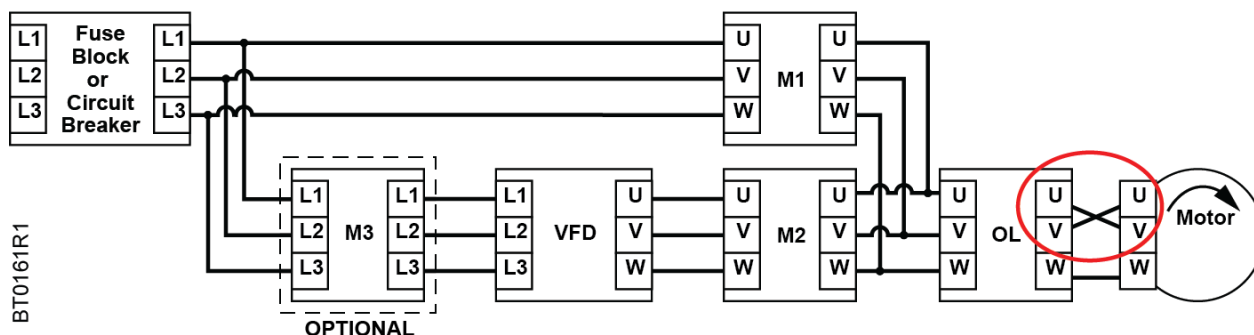 L1 Fuse L1 U U
L2 Block L2 V M1 V
or
L3 Circuit L3 W W
Breaker
L1 L1 L1 U U U U U
L2 M3 L2 L2 VFD V V M2 V V OL V V Motor
L3 L3 L3 W W W W W W
OPTIONAL
BT0161R1